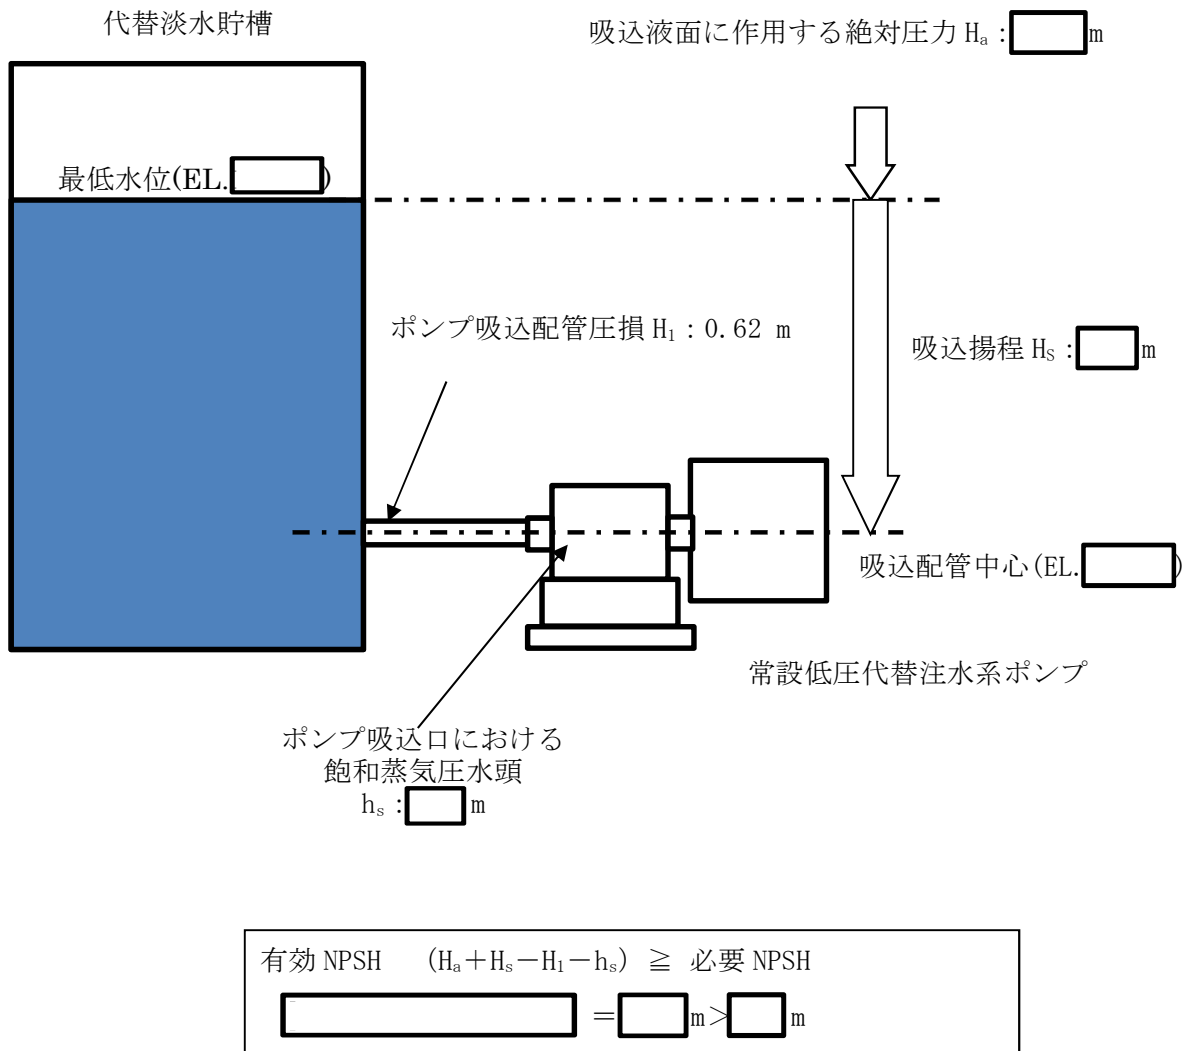 代替淡水貯槽
吸込液面に作用する絶対圧力 Hₐ：m
最低水位(EL.)
ポンプ吸込配管圧損 H₁：0.62 m
吸込揚程 Hₛ：m
吸込配管中心(EL.)
常設低圧代替注水系ポンプ
ポンプ吸込口における
飽和蒸気圧水頭
hₛ：m
有効 NPSH (Hₐ＋Hₛ－H₁－hₛ) ≧ 必要 NPSH
＝m＞m